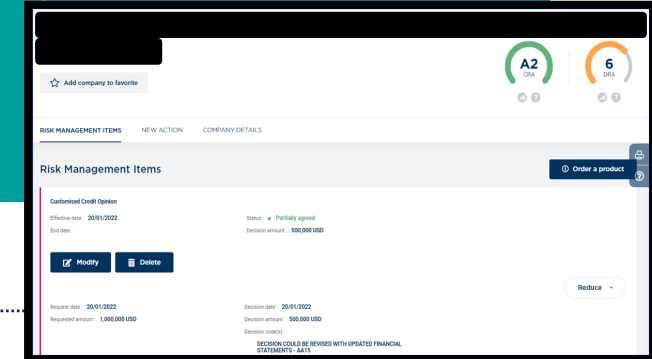 A2
CRA
6
DRA
Add company to favorite
RISK MANAGEMENT ITEMS NEW ACTION COMPANY DETAILS
Risk Management Items
Order a product
Customised Credit Opinion
Effective date : 20/01/2022 Status : Partially agreed
End date : Decision amount : 500,000 USD
Modify Delete
Reduce
Request date : 20/01/2022 Decision date : 20/01/2022
Requested amount : 1,000,000 USD Decision amount : 500,000 USD
Decision code(s) :
DECISION COULD BE REVISED WITH UPDATED FINANCIAL
STATEMENTS - AA15